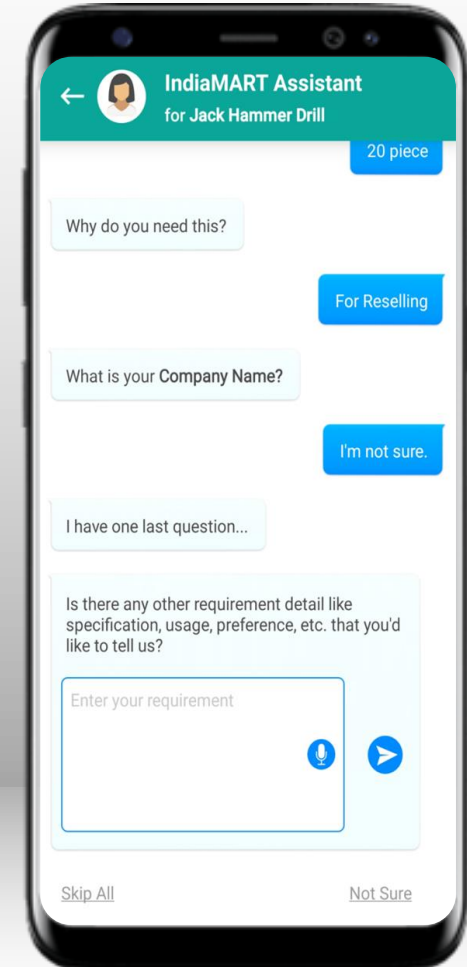 IndiaMART Assistant
for Jack Hammer Drill
20 piece
Why do you need this?
For Reselling
What is your Company Name?
I'm not sure.
I have one last question...
Is there any other requirement detail like
specification, usage, preference, etc. that you'd
like to tell us?
Enter your requirement
Skip All
Not Sure